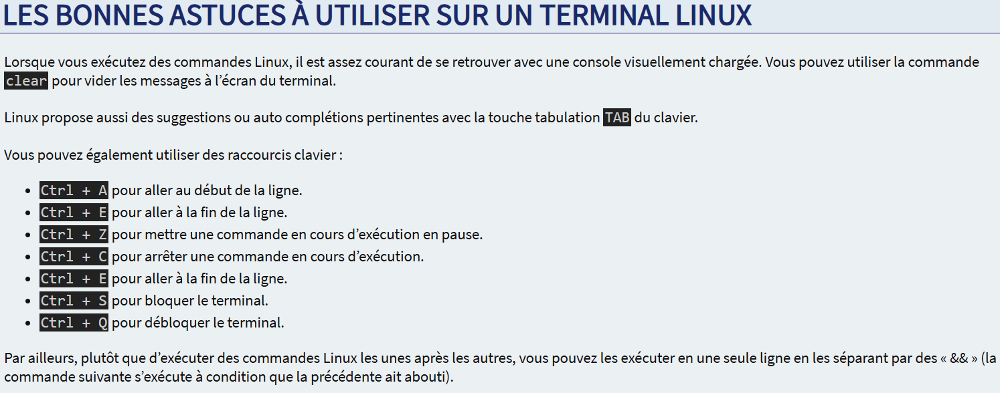 LES BONNES ASTUCES À UTILISER SUR UN TERMINAL LINUX
Lorsque vous exécutez des commandes Linux, il est assez courant de se retrouver avec une console visuellement chargée. Vous pouvez utiliser la commande
clear pour vider les messages à l’écran du terminal.
Linux propose aussi des suggestions ou auto complétions pertinentes avec la touche tabulation TAB du clavier.
Vous pouvez également utiliser des raccourcis clavier :
• Ctrl + A pour aller au début de la ligne.
• Ctrl + E pour aller à la fin de la ligne.
• Ctrl + Z pour mettre une commande en cours d’exécution en pause.
• Ctrl + C pour arrêter une commande en cours d’exécution.
• Ctrl + E pour aller à la fin de la ligne.
• Ctrl + S pour bloquer le terminal.
• Ctrl + Q pour débloquer le terminal.
Par ailleurs, plutôt que d’exécuter des commandes Linux les unes après les autres, vous pouvez les exécuter en une seule ligne en les séparant par des « && » (la
commande suivante s’exécute à condition que la précédente ait abouti).